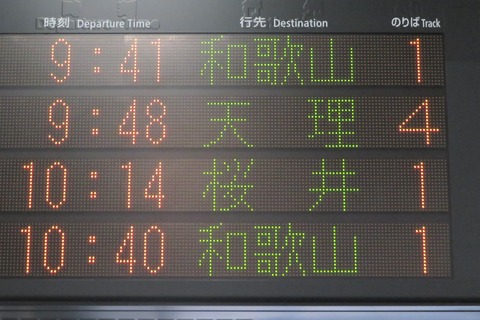 時刻 Departure Time 行先 Destination のりば Track
9:41 和歌山 1
9:48 天理 4
10:14 桜井 1
10:40 和歌山 1